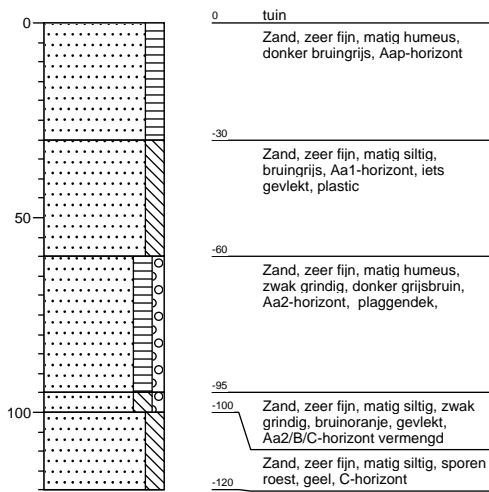 0
50
100
0 tuin
Zand, zeer fijn, matig humeus,
donker bruingrijs, Aap-horizont
-30
Zand, zeer fijn, matig siltig,
bruingrijs, Aa1-horizont, iets
gevlekt, plastic
-60
Zand, zeer fijn, matig humeus,
zwak grindig, donker grijsbruin,
Aa2-horizont, plaggendek,
-95
-100
Zand, zeer fijn, matig siltig, zwak
grindig, bruinoranje, gevlekt,
Aa2/B/C-horizont vermengd
Zand, zeer fijn, matig siltig, sporen
roest, geel, C-horizont
-120